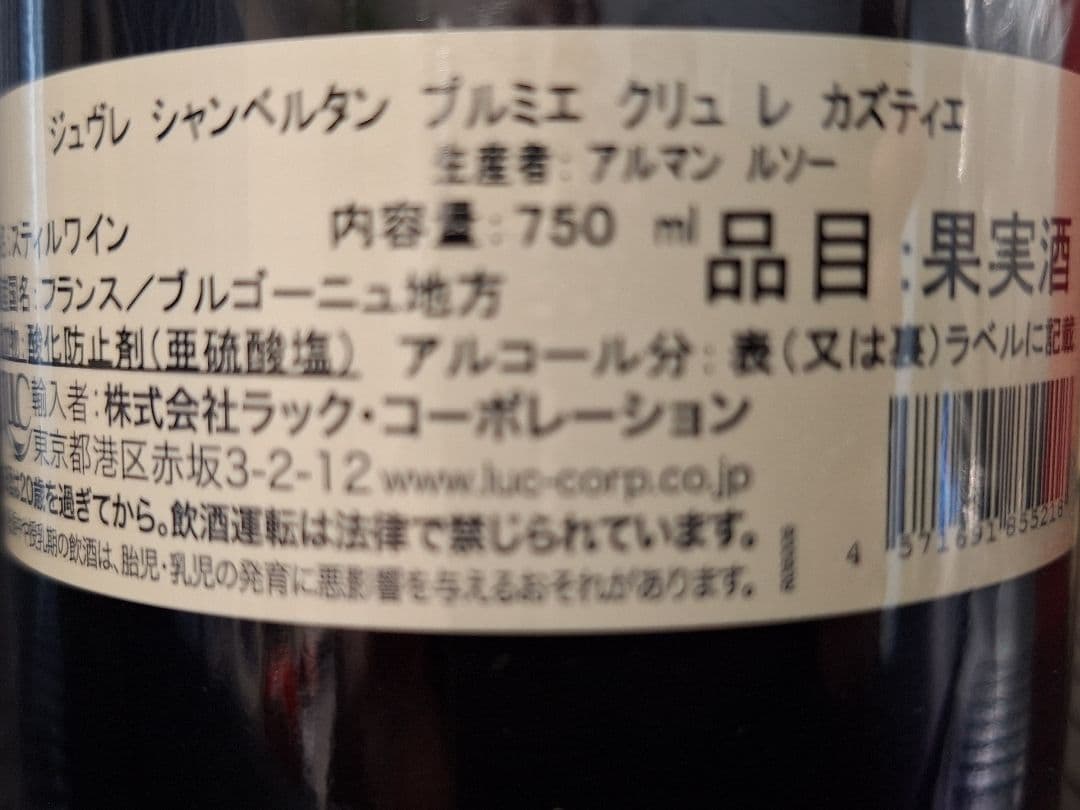 ジュヴレ シャンベルタン プルミエ クリュ レ カズティエ
生産者: アルマン ルソー
スティルワイン
内容量: 750 ml
品目:果実酒
国名:フランス/ブルゴーニュ地方
酸化防止剤(亜硫酸塩)
アルコール分:表(又は裏)ラベルに記載
LUC
輸入者:株式会社ラック・コーポレーション
東京都港区赤坂3-2-12 www.luc-corp.co.jp
20歳を過ぎてから。飲酒運転は法律で禁じられています。
授乳期の飲酒は、胎児・乳児の発育に悪影響を与えるおそれがあります。
4 571691 855218